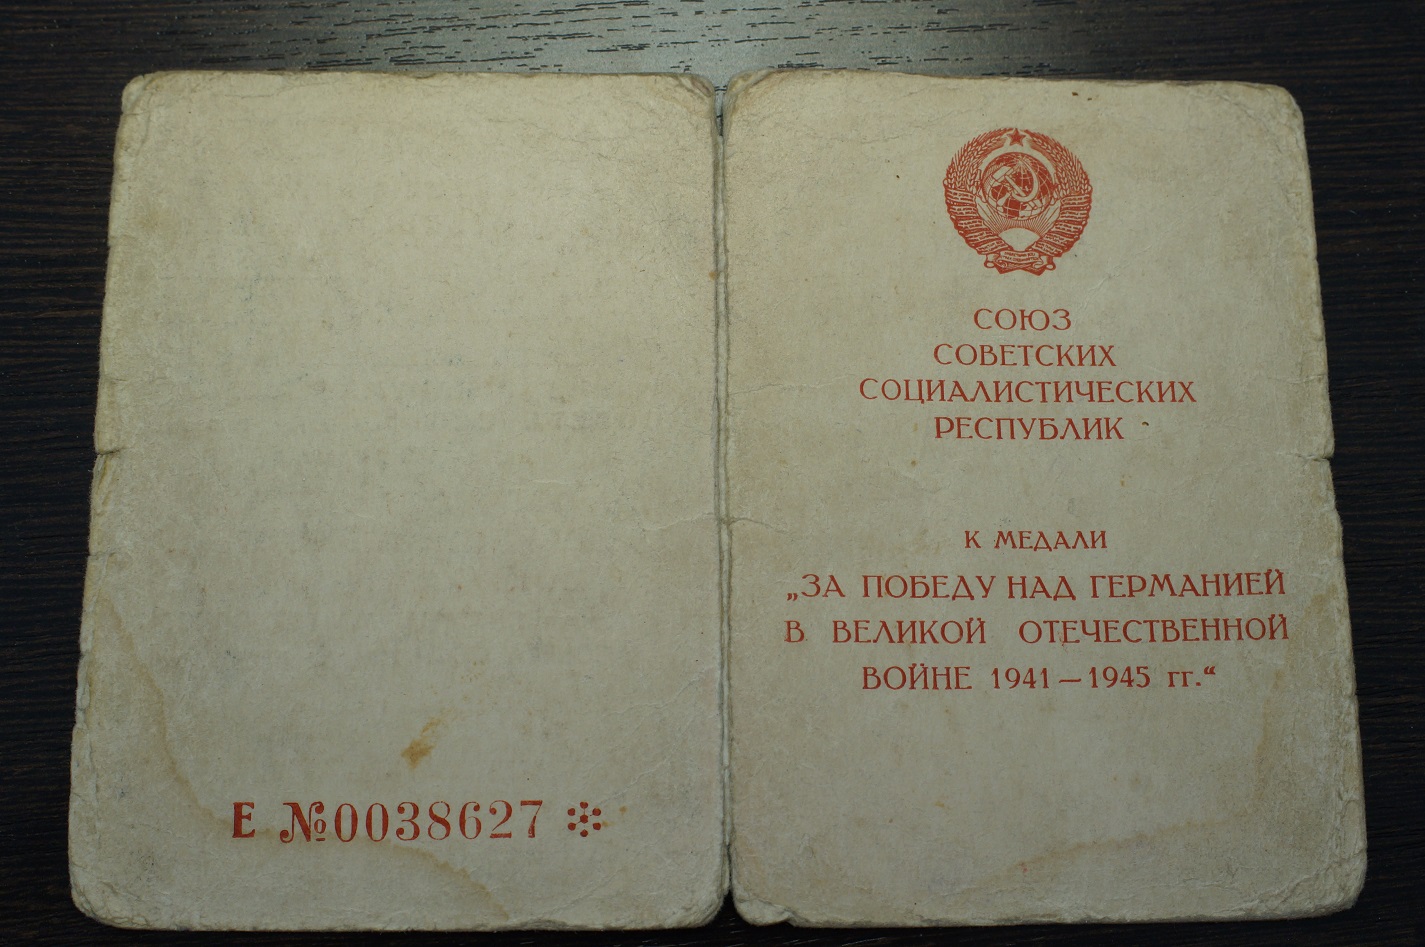 Е №0038627
СОЮЗ
СОВЕТСКИХ
СОЦИАЛИСТИЧЕСКИХ
РЕСПУБЛИК
К МЕДАЛИ
„ЗА ПОБЕДУ НАД ГЕРМАНИЕЙ
В ВЕЛИКОЙ ОТЕЧЕСТВЕННОЙ
ВОЙНЕ 1941—1945 гг.“